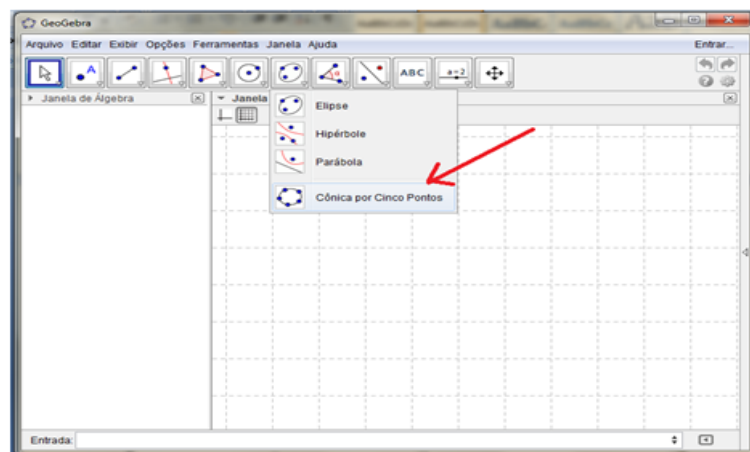 GeoGebra
Arquivo Editar Exibir Opções Ferramentas Janela Ajuda Entrar...
A
α
ABC
a=2
Janela de Álgebra
Janela
Elipse
Hipérbole
Parábola
Cônica por Cinco Pontos
Entrada: